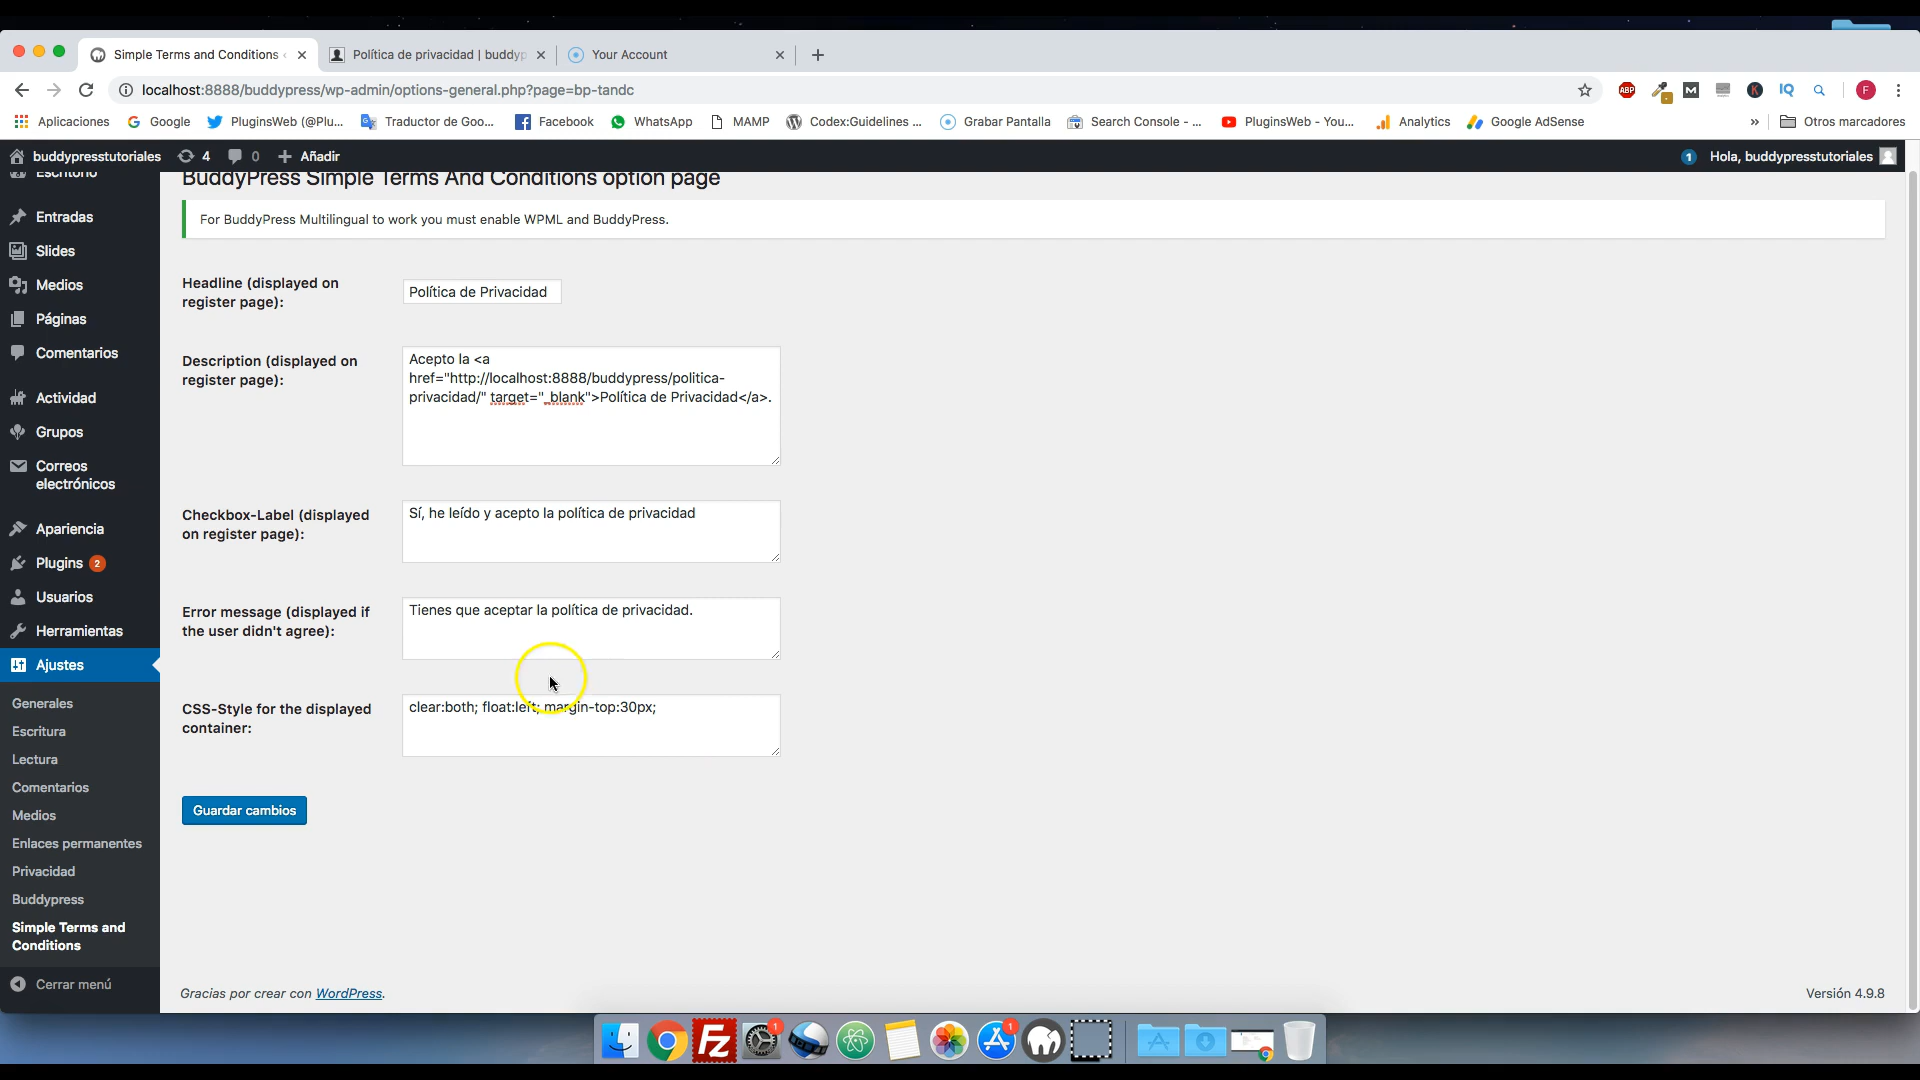 Simple Terms and Conditions
Política de privacidad | buddyp
Your Account
localhost:8888/buddypress/wp-admin/options-general.php?page=bp-tandc
ABP
M
K
IQ
F
Aplicaciones
Google
PluginsWeb (@Plu...
Traductor de Goo...
Facebook
WhatsApp
MAMP
Codex:Guidelines ...
Grabar Pantalla
Search Console - ...
PluginsWeb - You...
Analytics
Google AdSense
»
Otros marcadores
buddypresstutoriales
4
0
Añadir
1
Hola, buddypresstutoriales
Escritorio
Entradas
Slides
Medios
Páginas
Comentarios
Actividad
Grupos
Correos
electrónicos
Apariencia
Plugins 2
Usuarios
Herramientas
Ajustes
Generales
Escritura
Lectura
Comentarios
Medios
Enlaces permanentes
Privacidad
Buddypress
Simple Terms and
Conditions
Cerrar menú
BuddyPress Simple Terms And Conditions option page
For BuddyPress Multilingual to work you must enable WPML and BuddyPress.
Headline (displayed on
register page):
Política de Privacidad
Description (displayed on
register page):
Acepto la <a
href="http://localhost:8888/buddypress/politica-
privacidad/" target="_blank">Política de Privacidad</a>.
Checkbox-Label (displayed
on register page):
Sí, he leído y acepto la política de privacidad
Error message (displayed if
the user didn't agree):
Tienes que aceptar la política de privacidad.
CSS-Style for the displayed
container:
clear:both; float:left; margin-top:30px;
Guardar cambios
Gracias por crear con WordPress.
Versión 4.9.8
Fz
1
1